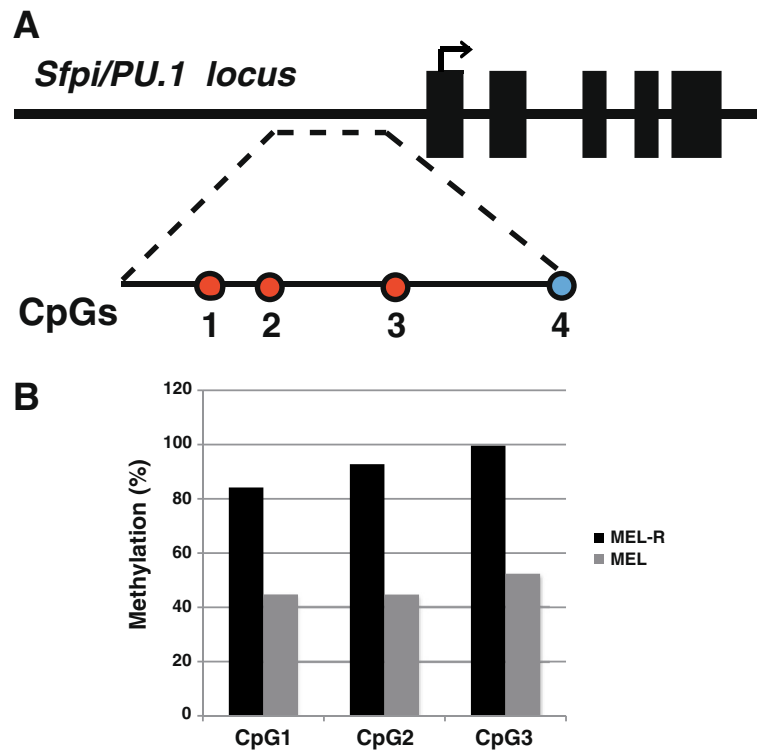 A
Sfpi/PU.1 locus
CpGs
1 2 3 4
B
Methylation (%)
120
100
80
60
40
20
0
CpG1 CpG2 CpG3
MEL-R
MEL